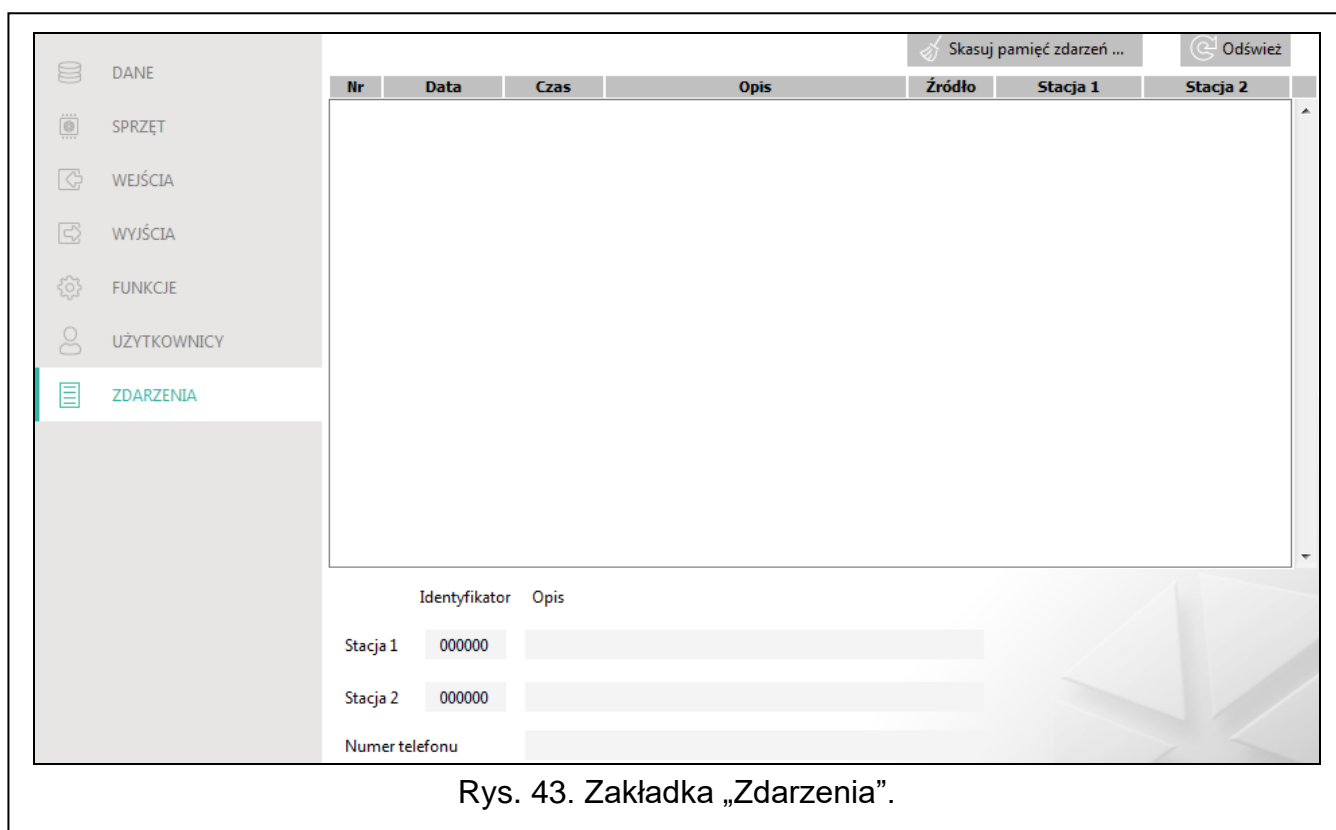 DANE
SPRZĘT
WEJŚCIA
WYJŚCIA
FUNKCJE
UŻYTKOWNICY
ZDARZENIA
Skasuj pamięć zdarzeń ... Odśwież
Nr Data Czas Opis Źródło Stacja 1 Stacja 2
Identyfikator Opis
Stacja 1 000000
Stacja 2 000000
Numer telefonu
Rys. 43. Zakładka „Zdarzenia”.